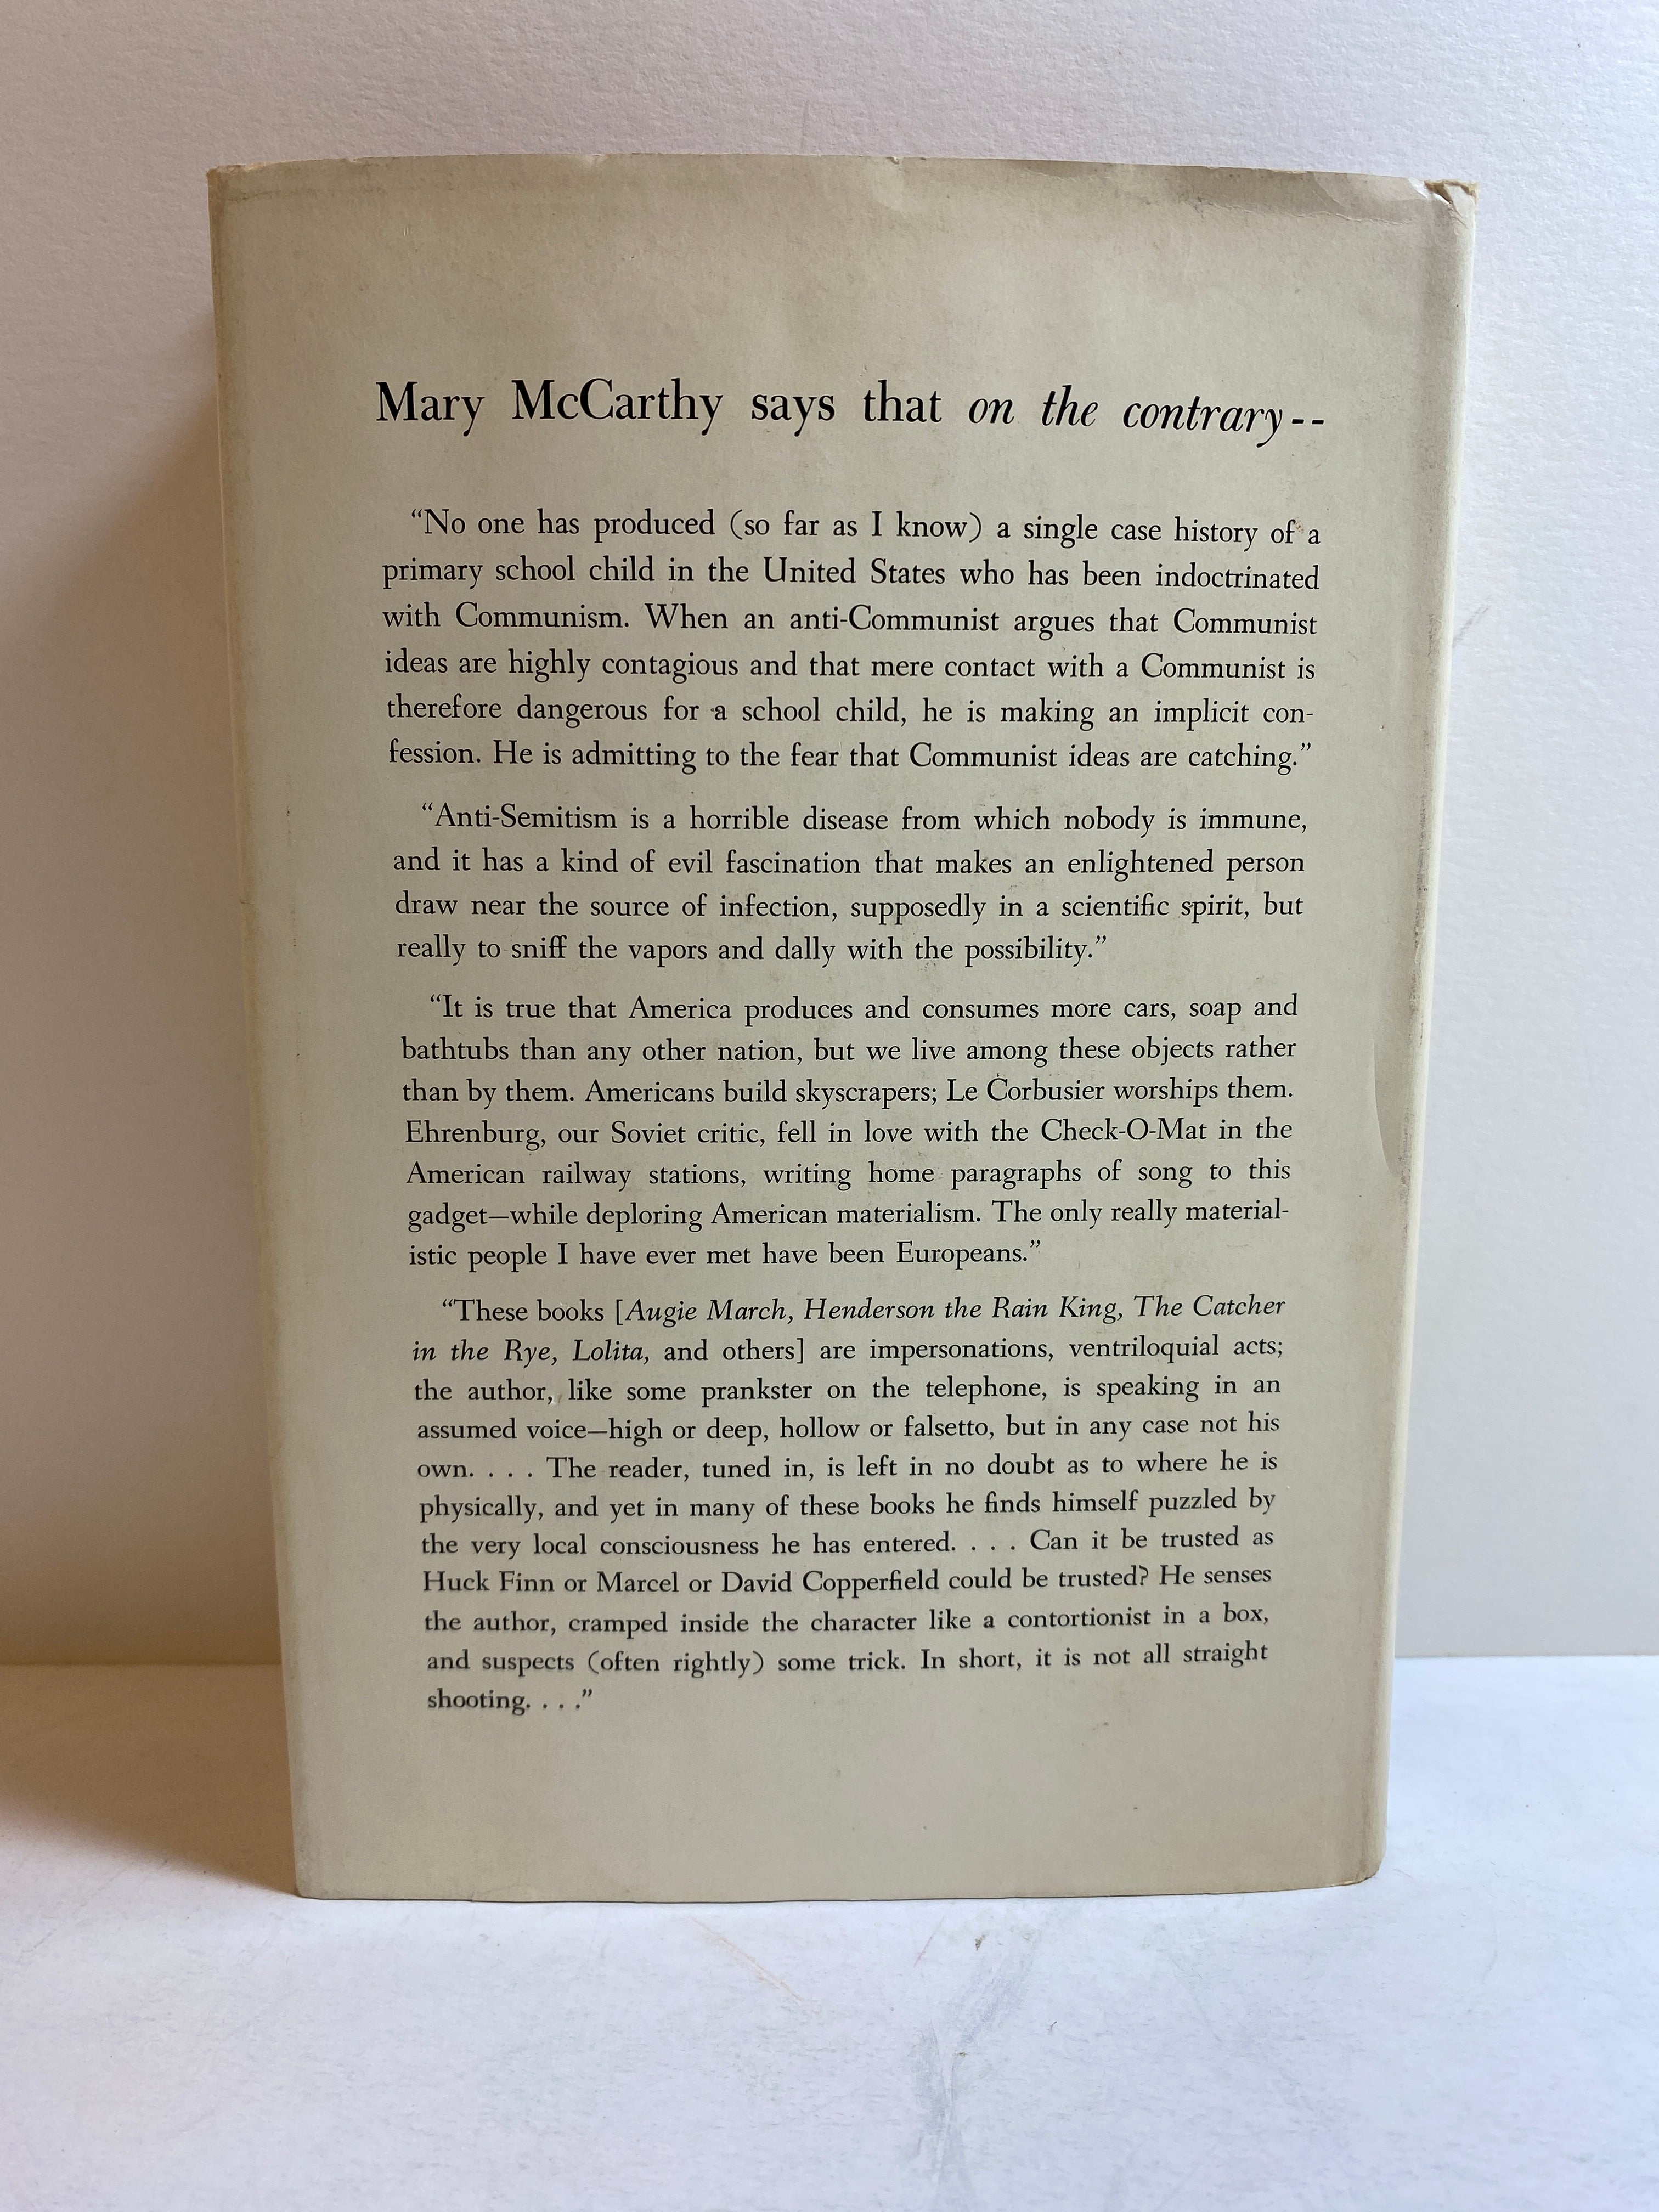 Mary McCarthy says that on the contrary--
“No one has produced (so far as I know) a single case history of a
primary school child in the United States who has been indoctrinated
with Communism. When an anti-Communist argues that Communist
ideas are highly contagious and that mere contact with a Communist is
therefore dangerous for a school child, he is making an implicit con-
fession. He is admitting to the fear that Communist ideas are catching.”
“Anti-Semitism is a horrible disease from which nobody is immune,
and it has a kind of evil fascination that makes an enlightened person
draw near the source of infection, supposedly in a scientific spirit, but
really to sniff the vapors and dally with the possibility.”
“It is true that America produces and consumes more cars, soap and
bathtubs than any other nation, but we live among these objects rather
than by them. Americans build skyscrapers; Le Corbusier worships them.
Ehrenburg, our Soviet critic, fell in love with the Check-O-Mat in the
American railway stations, writing home paragraphs of song to this
gadget—while deploring American materialism. The only really material-
istic people I have ever met have been Europeans.”
“These books [Augie March, Henderson the Rain King, The Catcher
in the Rye, Lolita, and others] are impersonations, ventriloquial acts;
the author, like some prankster on the telephone, is speaking in an
assumed voice—high or deep, hollow or falsetto, but in any case not his
own. . . . The reader, tuned in, is left in no doubt as to where he is
physically, and yet in many of these books he finds himself puzzled by
the very local consciousness he has entered. . . . Can it be trusted as
Huck Finn or Marcel or David Copperfield could be trusted? He senses
the author, cramped inside the character like a contortionist in a box,
and suspects (often rightly) some trick. In short, it is not all straight
shooting. . . .”